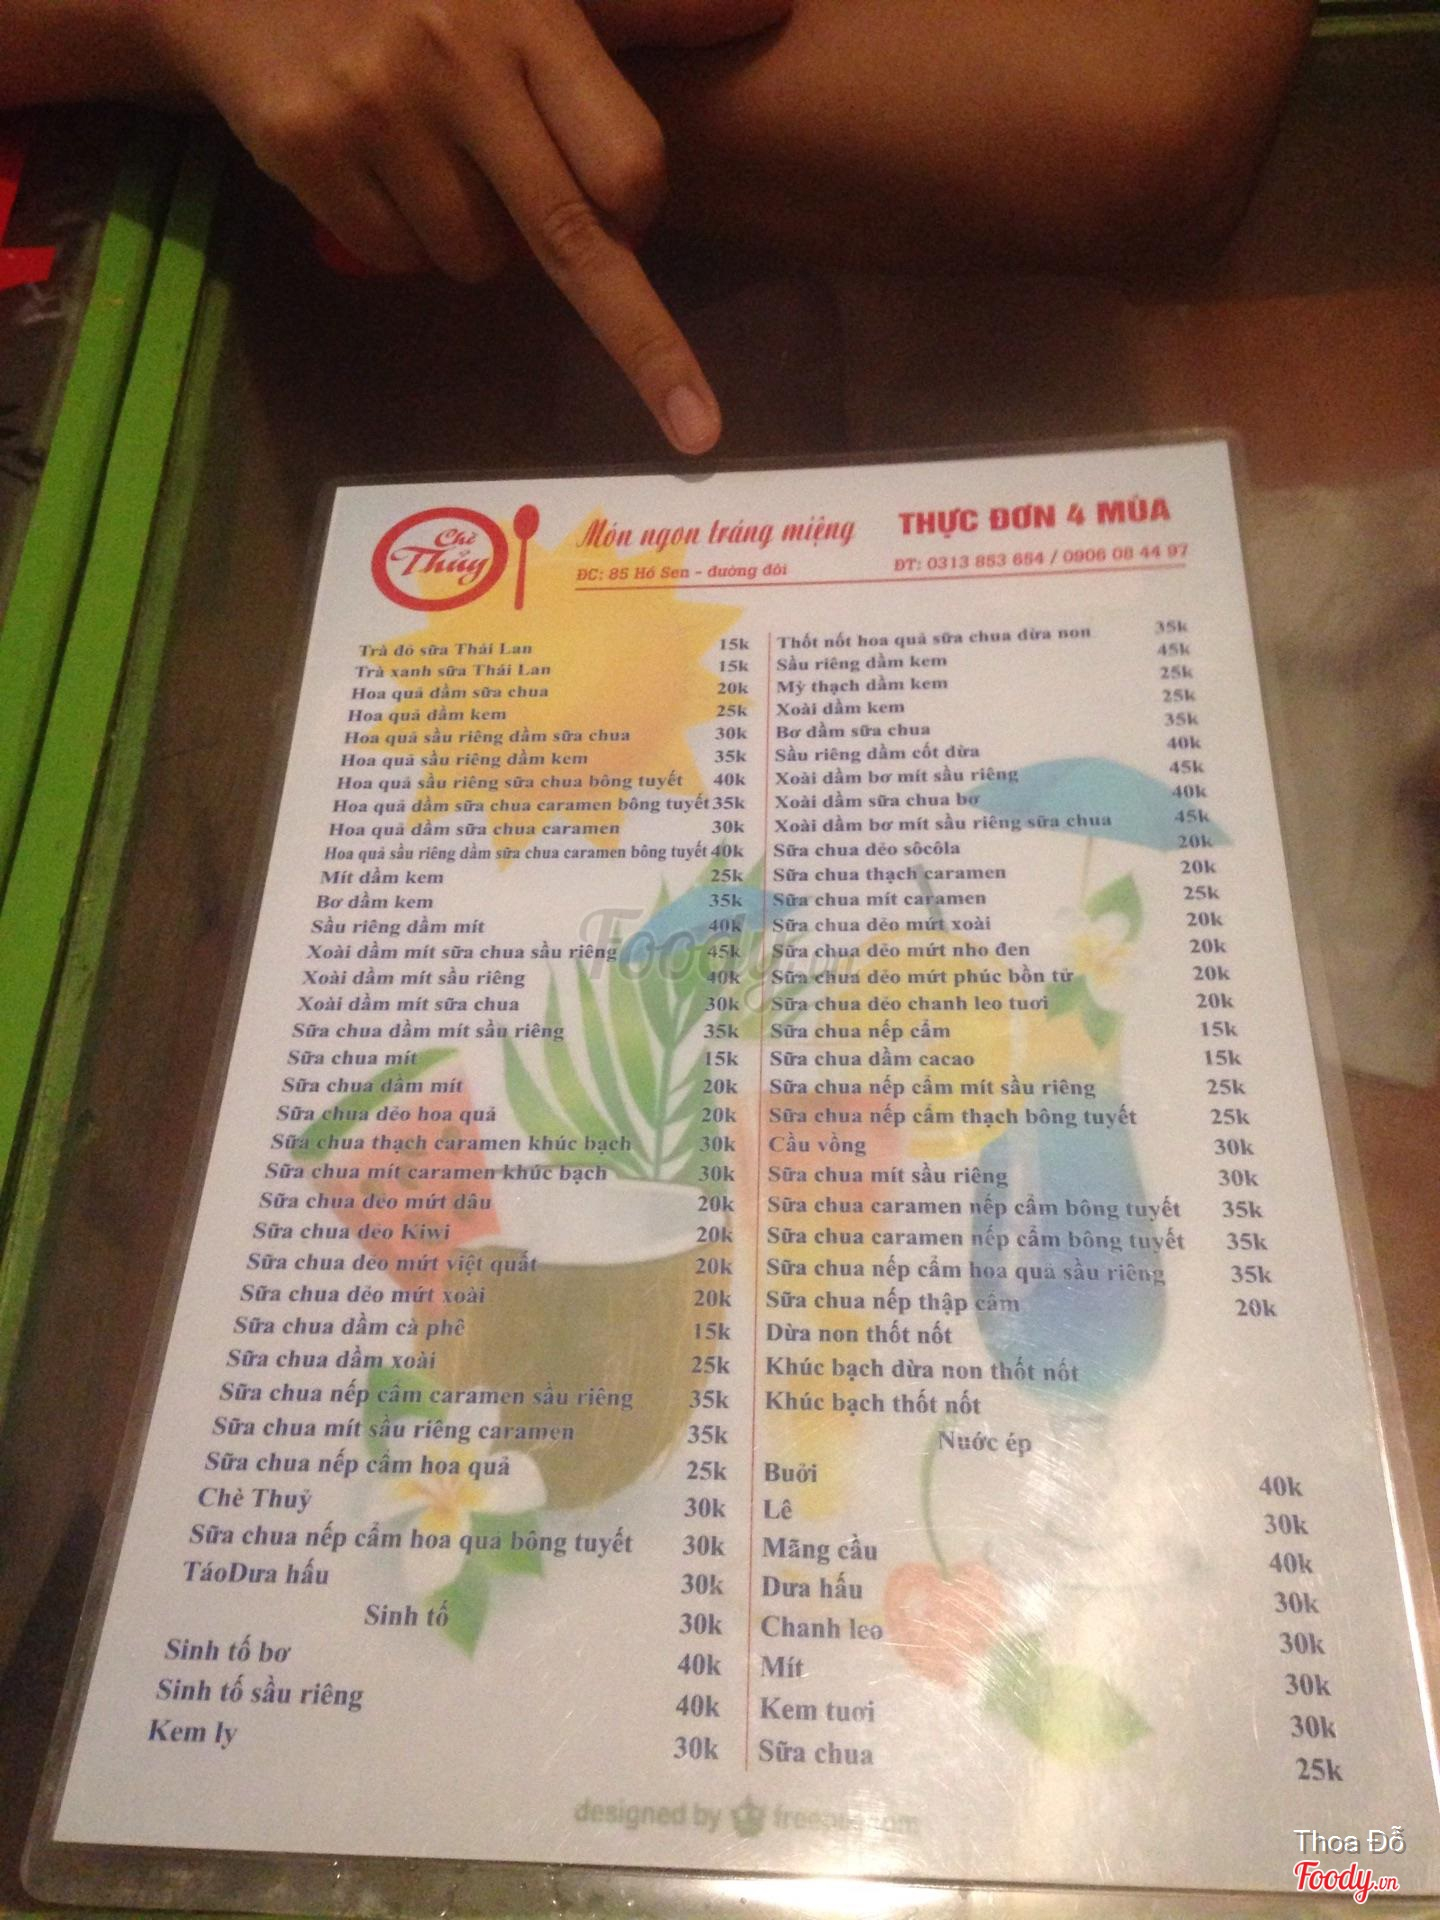 Chè Thủy
Món ngon tráng miệng
THỰC ĐƠN 4 MÙA
ĐC: 85 Hồ Sen - đường đôi
ĐT: 0313 853 654 / 0906 08 44 97
Trà đỏ sữa Thái Lan 15k
Trà xanh sữa Thái Lan 15k
Hoa quả dầm sữa chua 20k
Hoa quả dầm kem 25k
Hoa quả sầu riêng dầm sữa chua 30k
Hoa quả sầu riêng dầm kem 35k
Hoa quả sầu riêng sữa chua bông tuyết 40k
Hoa quả dầm sữa chua caramen bông tuyết 35k
Hoa quả dầm sữa chua caramen 30k
Hoa quả sầu riêng dầm sữa chua caramen bông tuyết 40k
Mít dầm kem 25k
Bơ dầm kem 35k
Sầu riêng dầm mít 40k
Xoài dầm mít sữa chua sầu riêng 45k
Xoài dầm mít sầu riêng 40k
Xoài dầm mít sữa chua 30k
Sữa chua dầm mít sầu riêng 35k
Sữa chua mít 15k
Sữa chua dầm mít 20k
Sữa chua dẻo hoa quả 20k
Sữa chua thạch caramen khúc bạch 30k
Sữa chua mít caramen khúc bạch 30k
Sữa chua dẻo mứt dâu 20k
Sữa chua dẻo Kiwi 20k
Sữa chua dẻo mứt việt quất 20k
Sữa chua dẻo mứt xoài 20k
Sữa chua dầm cà phê 15k
Sữa chua dầm xoài 25k
Sữa chua nếp cẩm caramen sầu riêng 35k
Sữa chua mít sầu riêng caramen 35k
Sữa chua nếp cẩm hoa quả 25k
Chè Thuỷ 30k
Sữa chua nếp cẩm hoa quả bông tuyết 30k
TáoDưa hấu 30k
Sinh tố 30k
Sinh tố bơ 40k
Sinh tố sầu riêng 40k
Kem ly 30k
Thốt nốt hoa quả sữa chua dừa non 35k
Sầu riêng dầm kem 45k
Mỳ thạch dầm kem 25k
Xoài dầm kem 25k
Bơ dầm sữa chua 35k
Sầu riêng dầm cốt dừa 40k
Xoài dầm bơ mít sầu riêng 45k
Xoài dầm sữa chua bơ 40k
Xoài dầm bơ mít sầu riêng sữa chua 45k
Sữa chua dẻo sôcôla 20k
Sữa chua thạch caramen 20k
Sữa chua mít caramen 25k
Sữa chua dẻo mứt xoài 20k
Sữa chua dẻo mứt nho đen 20k
Sữa chua dẻo mứt phúc bồn tử 20k
Sữa chua dẻo chanh leo tươi 20k
Sữa chua nếp cẩm 15k
Sữa chua dầm cacao 15k
Sữa chua nếp cẩm mít sầu riêng 25k
Sữa chua nếp cẩm thạch bông tuyết 25k
Cầu vồng 30k
Sữa chua mít sầu riêng 30k
Sữa chua caramen nếp cẩm bông tuyết 35k
Sữa chua caramen nếp cẩm bông tuyết 35k
Sữa chua nếp cẩm hoa quả sầu riêng 35k
Sữa chua nếp thập cẩm 20k
Dừa non thốt nốt
Khúc bạch dừa non thốt nốt
Khúc bạch thốt nốt
Nước ép
Bưởi 40k
Lê 30k
Mãng cầu 40k
Dưa hấu 30k
Chanh leo 30k
Mít 30k
Kem tươi 30k
Sữa chua 25k
Foody.vn
designed by freepik.com
Thoa Đỗ
Foody.vn